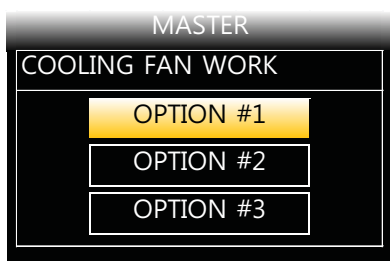 MASTER
COOLING FAN WORK
OPTION #1
OPTION #2
OPTION #3